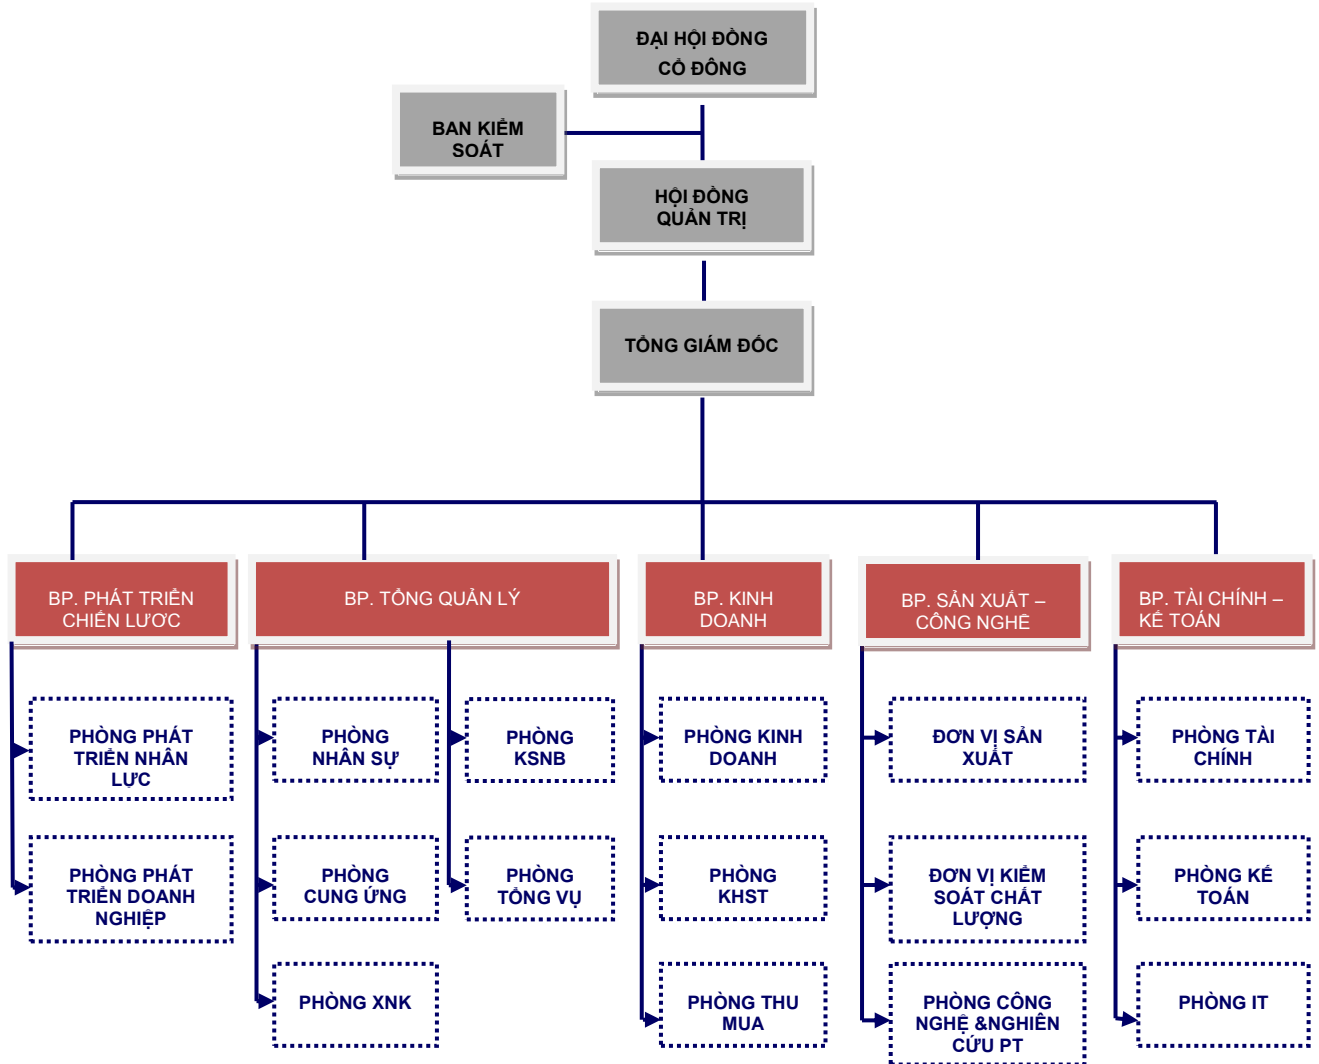 ĐẠI HỘI ĐỒNG
CỔ ĐÔNG
BAN KIỂM
SOÁT
HỘI ĐỒNG
QUẢN TRỊ
TỔNG GIÁM ĐỐC
BP. PHÁT TRIỂN
CHIẾN LƯỢC
BP. TỔNG QUẢN LÝ
BP. KINH
DOANH
BP. SẢN XUẤT –
CÔNG NGHỆ
BP. TÀI CHÍNH –
KẾ TOÁN
PHÒNG PHÁT
TRIỂN NHÂN
LỰC
PHÒNG
NHÂN SỰ
PHÒNG
KSNB
PHÒNG KINH
DOANH
ĐƠN VỊ SẢN
XUẤT
PHÒNG TÀI
CHÍNH
PHÒNG PHÁT
TRIỂN DOANH
NGHIỆP
PHÒNG
CUNG ỨNG
PHÒNG
TỔNG VỤ
PHÒNG
KHST
ĐƠN VỊ KIỂM
SOÁT CHẤT
LƯỢNG
PHÒNG KẾ
TOÁN
PHÒNG XNK
PHÒNG THU
MUA
PHÒNG CÔNG
NGHỆ &NGHIÊN
CỨU PT
PHÒNG IT